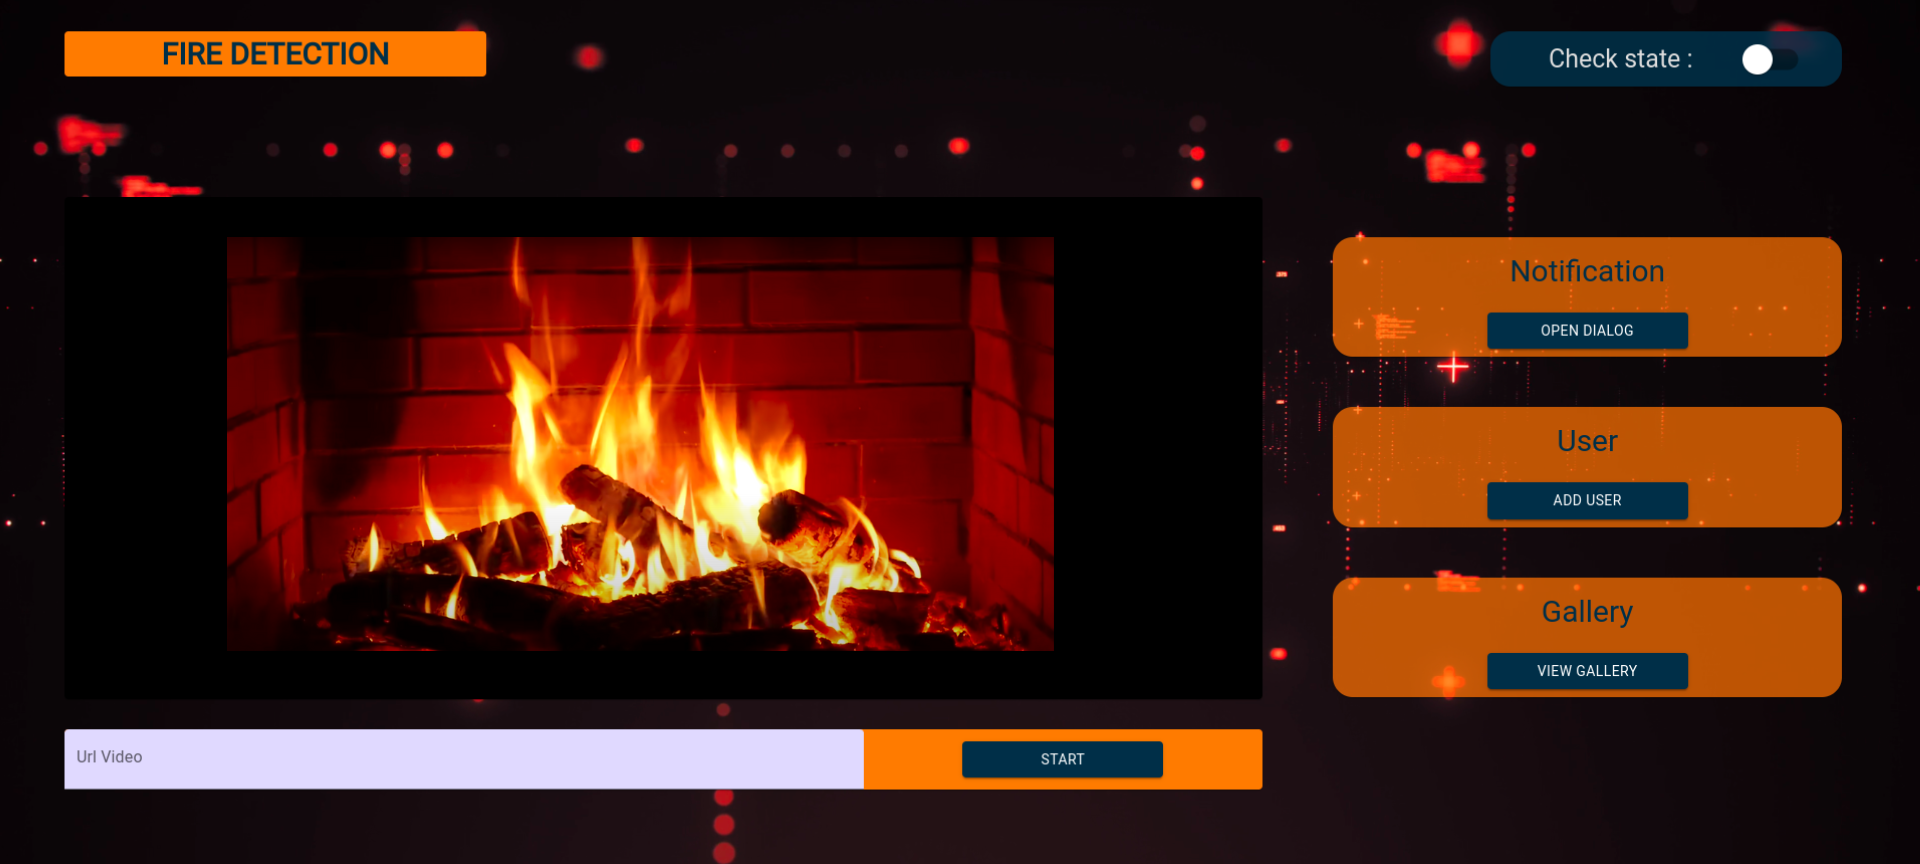 FIRE DETECTION
Check state :
Notification
OPEN DIALOG
User
ADD USER
Gallery
VIEW GALLERY
Url Video
START